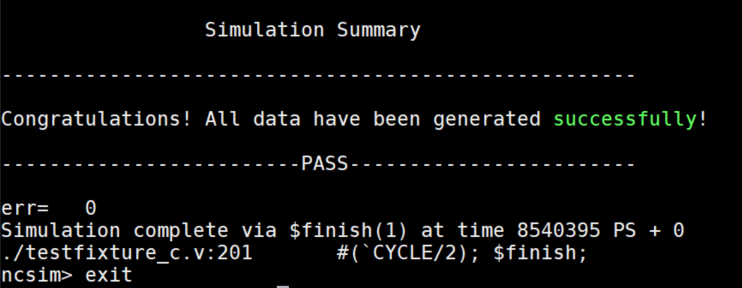 Simulation Summary
-----------------------------------------------------
Congratulations! All data have been generated successfully!
-------------------------PASS------------------------
err=   0
Simulation complete via $finish(1) at time 8540395 PS + 0
./testfixture_c.v:201       #(`CYCLE/2); $finish;
ncsim> exit